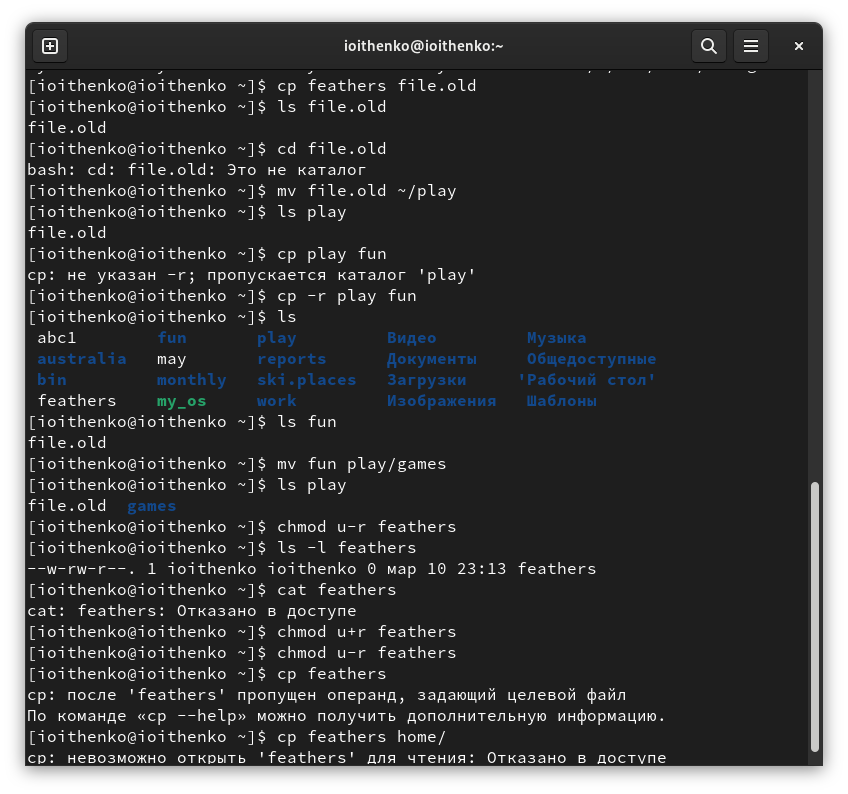 ioithenko@ioithenko:~
[ioithenko@ioithenko ~]$ cp feathers file.old
[ioithenko@ioithenko ~]$ ls file.old
file.old
[ioithenko@ioithenko ~]$ cd file.old
bash: cd: file.old: Это не каталог
[ioithenko@ioithenko ~]$ mv file.old ~/play
[ioithenko@ioithenko ~]$ ls play
file.old
[ioithenko@ioithenko ~]$ cp play fun
cp: не указан -r; пропускается каталог 'play'
[ioithenko@ioithenko ~]$ cp -r play fun
[ioithenko@ioithenko ~]$ ls
abc1 fun play Видео Музыка
australia may reports Документы Общедоступные
bin monthly ski.places Загрузки 'Рабочий стол'
feathers my_os work Изображения Шаблоны
[ioithenko@ioithenko ~]$ ls fun
file.old
[ioithenko@ioithenko ~]$ mv fun play/games
[ioithenko@ioithenko ~]$ ls play
file.old games
[ioithenko@ioithenko ~]$ chmod u-r feathers
[ioithenko@ioithenko ~]$ ls -l feathers
--w-rw-r--. 1 ioithenko ioithenko 0 мар 10 23:13 feathers
[ioithenko@ioithenko ~]$ cat feathers
cat: feathers: Отказано в доступе
[ioithenko@ioithenko ~]$ chmod u+r feathers
[ioithenko@ioithenko ~]$ chmod u-r feathers
[ioithenko@ioithenko ~]$ cp feathers
cp: после 'feathers' пропущен операнд, задающий целевой файл
По команде «cp --help» можно получить дополнительную информацию.
[ioithenko@ioithenko ~]$ cp feathers home/
cp: невозможно открыть 'feathers' для чтения: Отказано в доступе